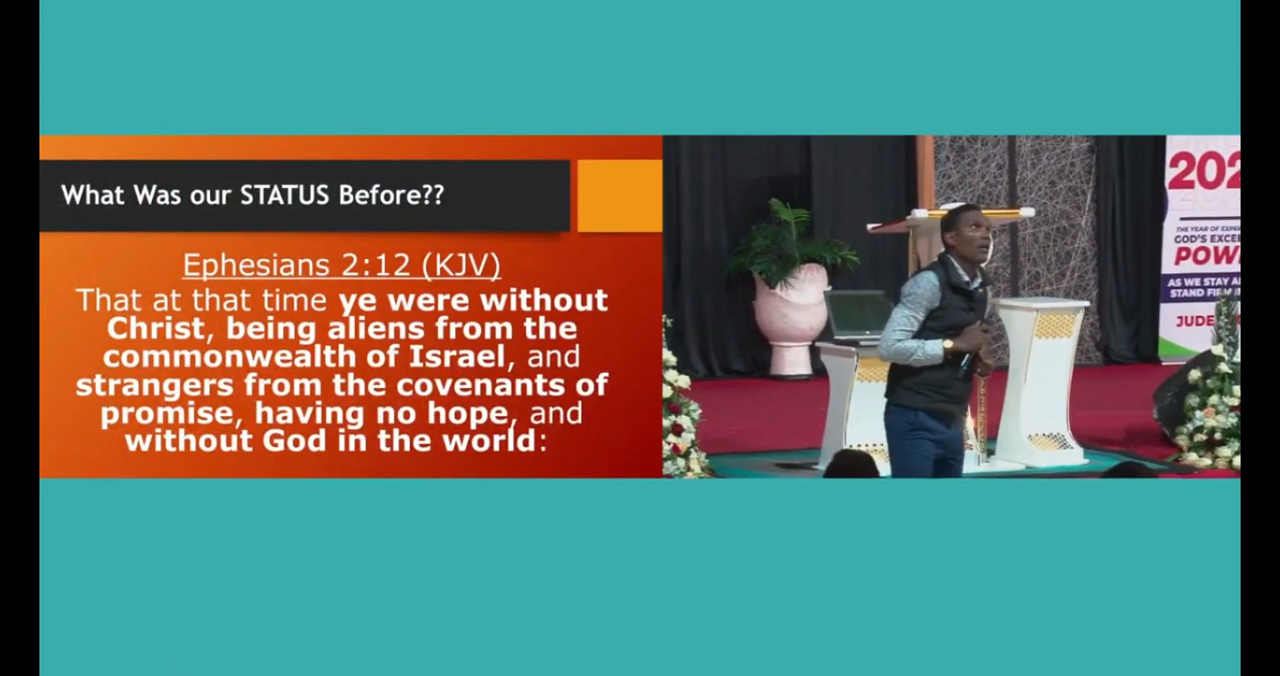 What Was our STATUS Before??
Ephesians 2:12 (KJV)
That at that time ye were without
Christ, being aliens from the
commonwealth of Israel, and
strangers from the covenants of
promise, having no hope, and
without God in the world:
202
THE YEAR OF
GOD'S
POW
AS WE STAY
STAND
JUDE